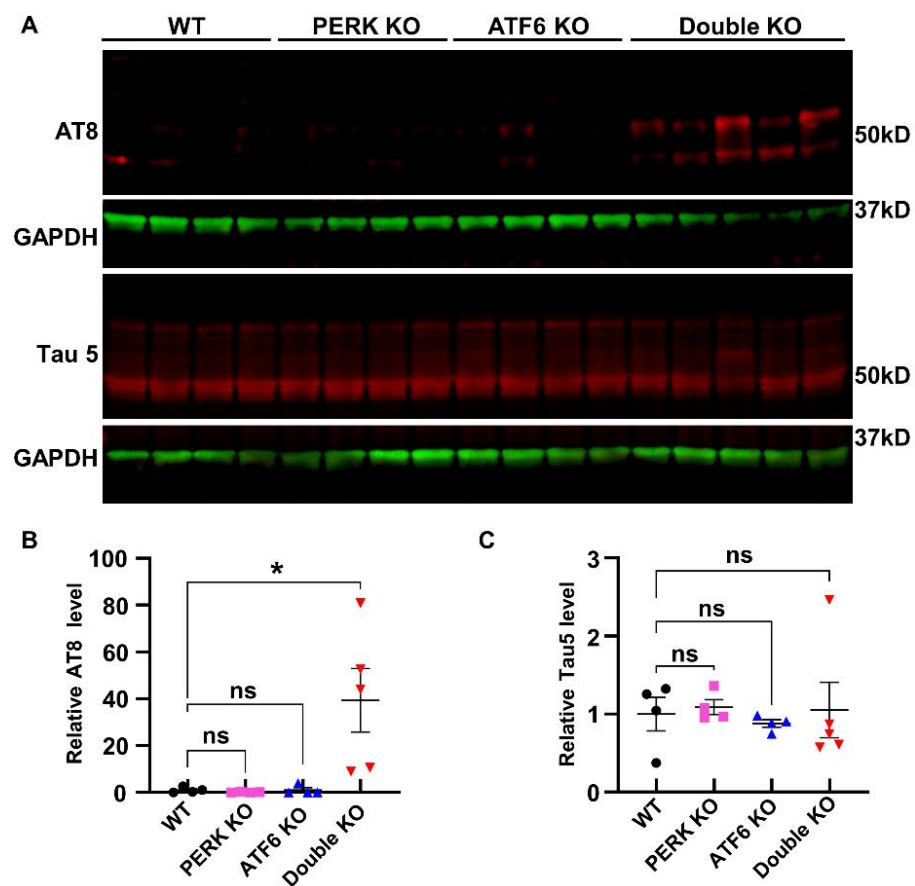 A
WT PERK KO ATF6 KO Double KO
AT8
50kD
GAPDH
37kD
Tau 5
50kD
GAPDH
37kD
B
Relative AT8 level
100
80
60
40
20
0
*
ns
ns
WT
PERK KO
ATF6 KO
Double KO
C
Relative Tau5 level
3
2
1
0
ns
ns
ns
WT
PERK KO
ATF6 KO
Double KO